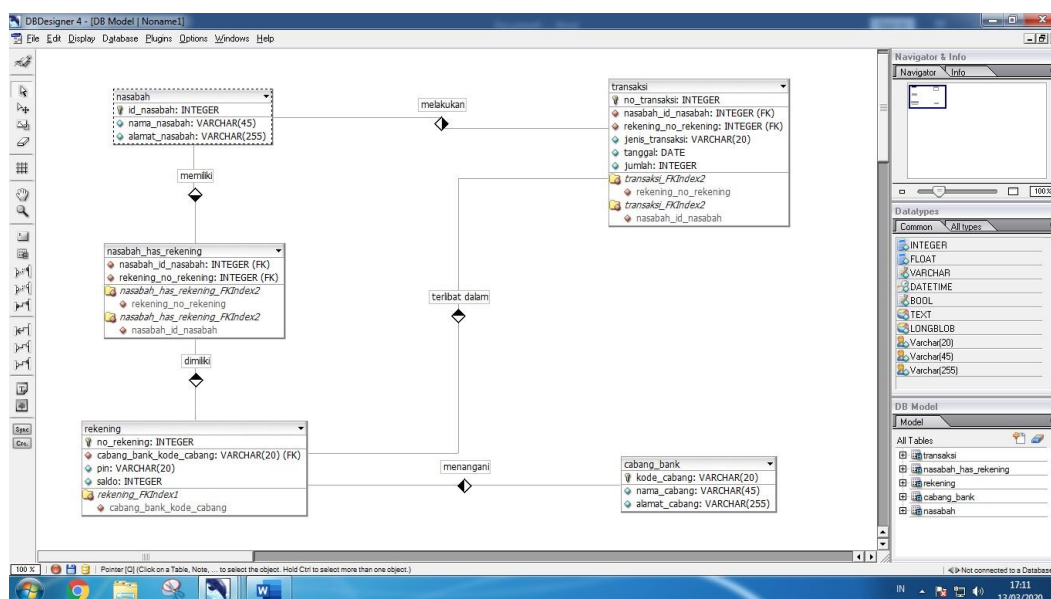 DBDesigner 4 - [DB Model | Noname1]
File Edit Display Database Plugins Options Windows Help
nasabah
id_nasabah: INTEGER
nama_nasabah: VARCHAR(45)
alamat_nasabah: VARCHAR(255)
melakukan
transaksi
no_transaksi: INTEGER
nasabah_id_nasabah: INTEGER (FK)
rekening_no_rekening: INTEGER (FK)
jenis_transaksi: VARCHAR(20)
tanggal: DATE
jumlah: INTEGER
transaksi_FKIndex2
rekening_no_rekening
transaksi_FKIndex2
nasabah_id_nasabah
memiliki
nasabah_has_rekening
nasabah_id_nasabah: INTEGER (FK)
rekening_no_rekening: INTEGER (FK)
nasabah_has_rekening_FKIndex2
rekening_no_rekening
nasabah_has_rekening_FKIndex2
nasabah_id_nasabah
terlibat dalam
dimiliki
rekening
no_rekening: INTEGER
cabang_bank_kode_cabang: VARCHAR(20) (FK)
pin: VARCHAR(20)
saldo: INTEGER
rekening_FKIndex1
cabang_bank_kode_cabang
menangani
cabang_bank
kode_cabang: VARCHAR(20)
nama_cabang: VARCHAR(45)
alamat_cabang: VARCHAR(255)
Navigator & Info
Navigator Info
100%
Datatypes
Common All types
INTEGER
FLOAT
VARCHAR
DATETIME
BOOL
TEXT
LONGBLOB
Varchar(20)
Varchar(45)
Varchar(255)
DB Model
Model
All Tables
transaksi
nasabah_has_rekening
rekening
cabang_bank
nasabah
Sync
100 %
Pointer [Q] (Click on a Table, Note, ... to select the object. Hold Ctrl to select more than one object.)
Not connected to a Database
IN
17:11
13/03/2020